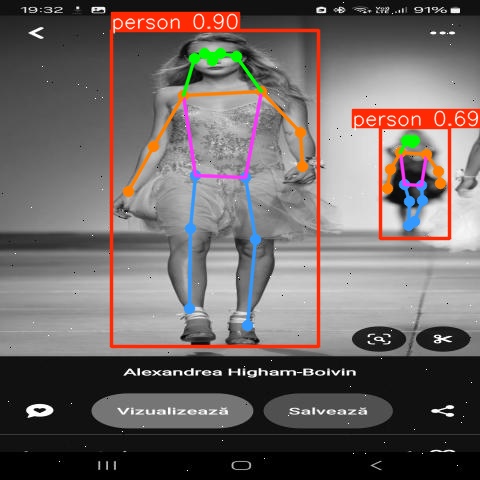 19:32
91%
person 0.90
person 0.69
Alexandrea Higham-Boivin
Vizualizează
Salvează